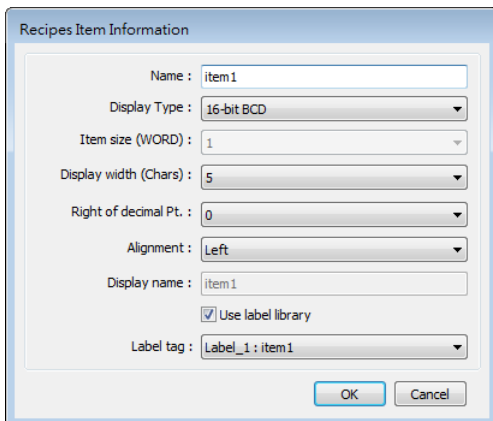 Recipes Item Information
Name : item1
Display Type : 16-bit BCD
Item size (WORD) : 1
Display width (Chars) : 5
Right of decimal Pt. : 0
Alignment : Left
Display name : item1
Use label library
Label tag : Label_1 : item1
OK Cancel